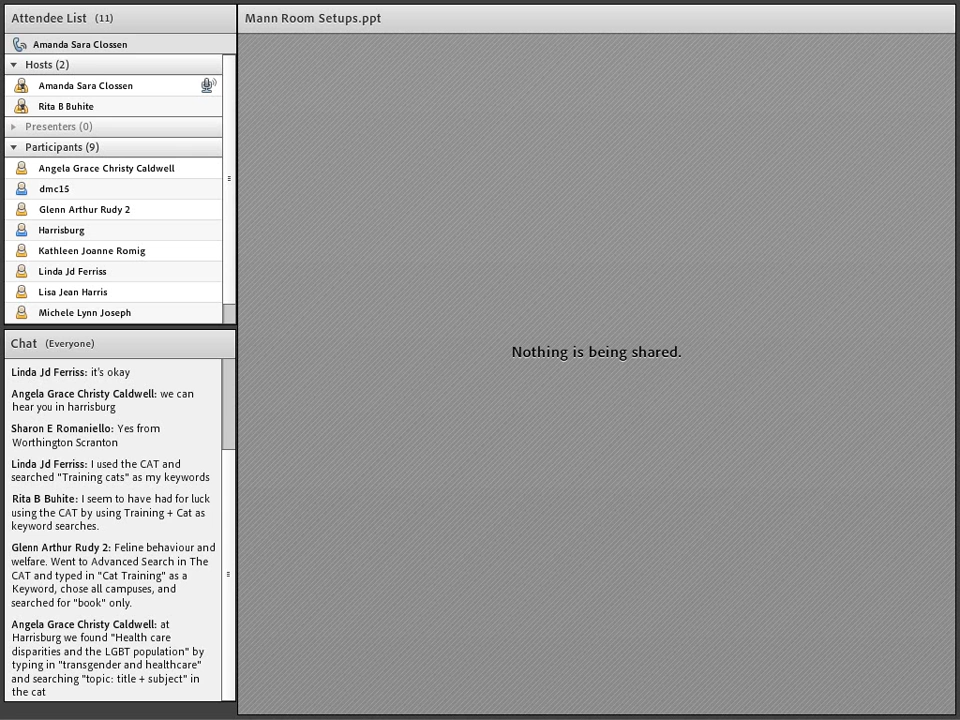 Attendee List (11)
Amanda Sara Clossen
Hosts (2)
Amanda Sara Clossen
Rita B Buhite
Presenters (0)
Participants (9)
Angela Grace Christy Caldwell
dmc15
Glenn Arthur Rudy 2
Harrisburg
Kathleen Joanne Romig
Linda Jd Ferriss
Lisa Jean Harris
Michele Lynn Joseph
Chat (Everyone)
Linda Jd Ferriss: it's okay
Angela Grace Christy Caldwell: we can
hear you in harrisburg
Sharon E Romaniello: Yes from
Worthington Scranton
Linda Jd Ferriss: I used the CAT and
searched "Training cats" as my keywords
Rita B Buhite: I seem to have had for luck
using the CAT by using Training + Cat as
keyword searches.
Glenn Arthur Rudy 2: Feline behaviour and
welfare. Went to Advanced Search in The
CAT and typed in "Cat Training" as a
Keyword, chose all campuses, and
searched for "book" only.
Angela Grace Christy Caldwell: at
Harrisburg we found "Health care
disparities and the LGBT population" by
typing in "transgender and healthcare"
and searching "topic: title + subject" in
the cat
Mann Room Setups.ppt
Nothing is being shared.